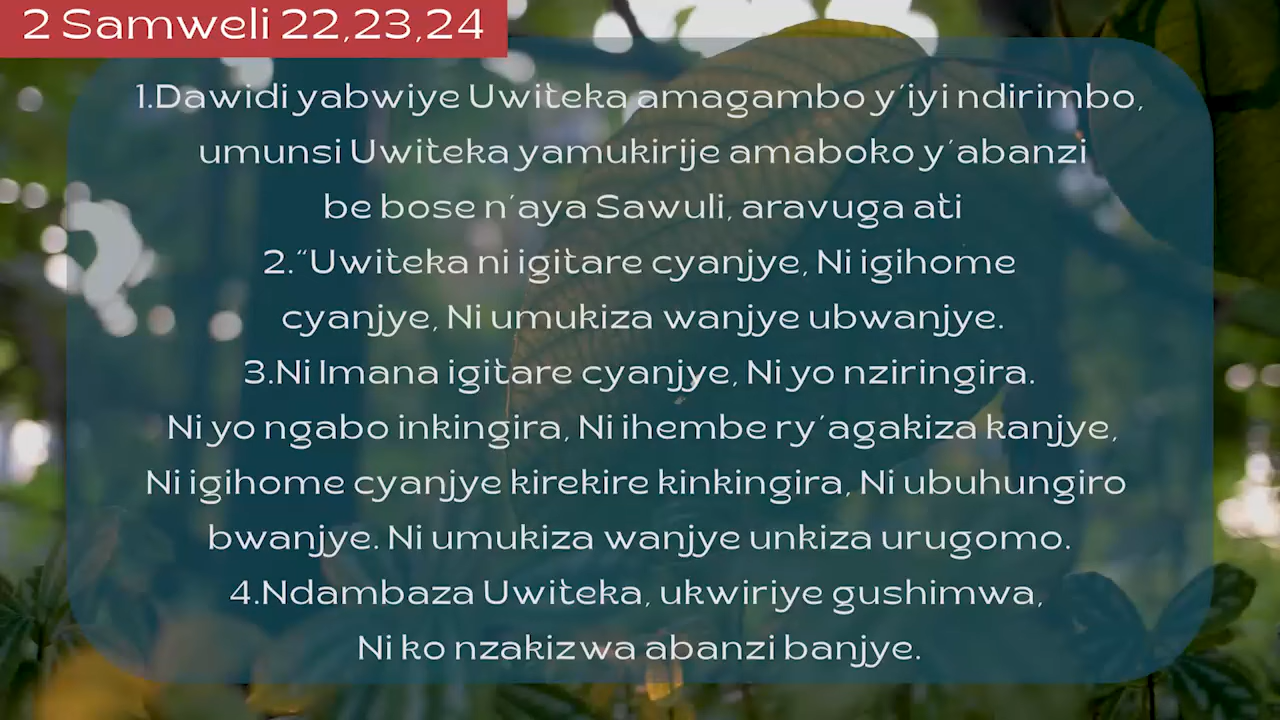 2 Samweli 22,23,24
1.Dawidi yabwiye Uwiteka amagambo y'iyi ndirimbo,
umunsi Uwiteka yamukirije amaboko y'abanzi
be bose n'aya Sawuli, aravuga ati
2."Uwiteka ni igitare cyanjye, Ni igihome
cyanjye, Ni umukiza wanjye ubwanjye.
3.Ni Imana igitare cyanjye, Ni yo nziringira.
Ni yo ngabo inkingira, Ni ihembe ry'agakiza kanjye,
Ni igihome cyanjye kirekire kinkingira, Ni ubuhungiro
bwanjye. Ni umukiza wanjye unkiza urugomo.
4.Ndambaza Uwiteka, ukwiriye gushimwa,
Ni ko nzakizwa abanzi banjye.